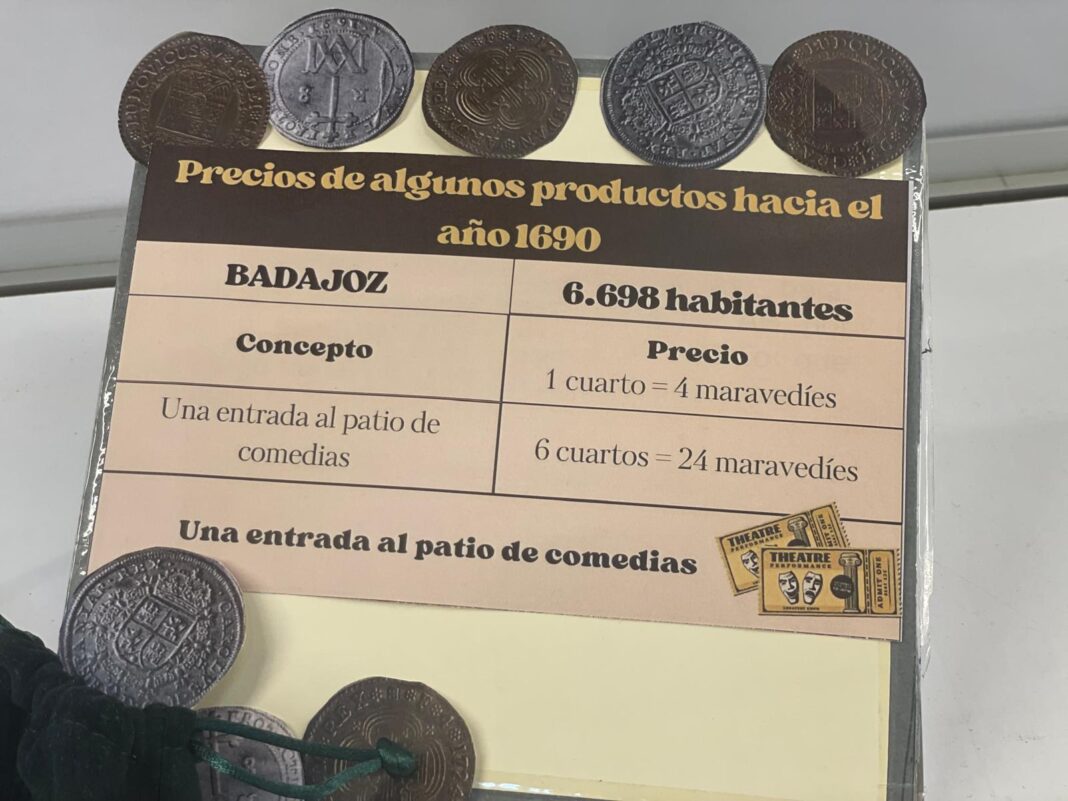 Precios de algunos productos hacia el
año 1690
BADAJOZ
6.698 habitantes
Concepto
Precio
1 cuarto = 4 maravedíes
Una entrada al patio de
comedias
6 cuartos = 24 maravedíes
Una entrada al patio de comedias
THEATRE
PERFORMANCE
THEATRE
PERFORMANCE
ADMIT ONE